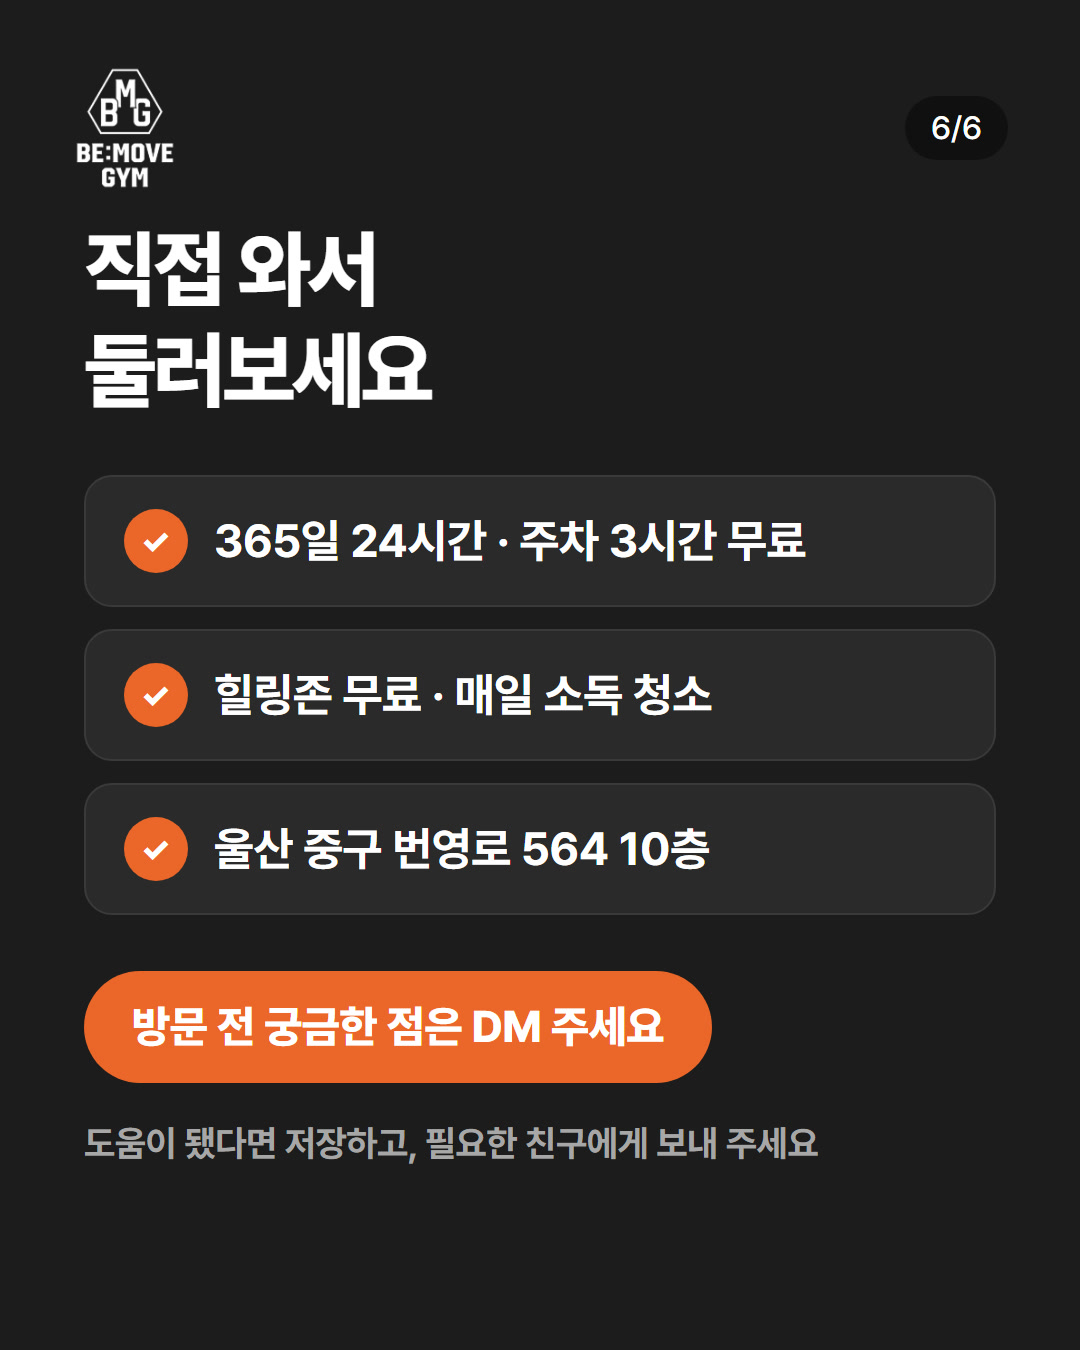 BMG
BE:MOVE
GYM
6/6
직접 와서
둘러보세요
365일 24시간 · 주차 3시간 무료
힐링존 무료 · 매일 소독 청소
울산 중구 번영로 564 10층
방문 전 궁금한 점은 DM 주세요
도움이 됐다면 저장하고, 필요한 친구에게 보내 주세요